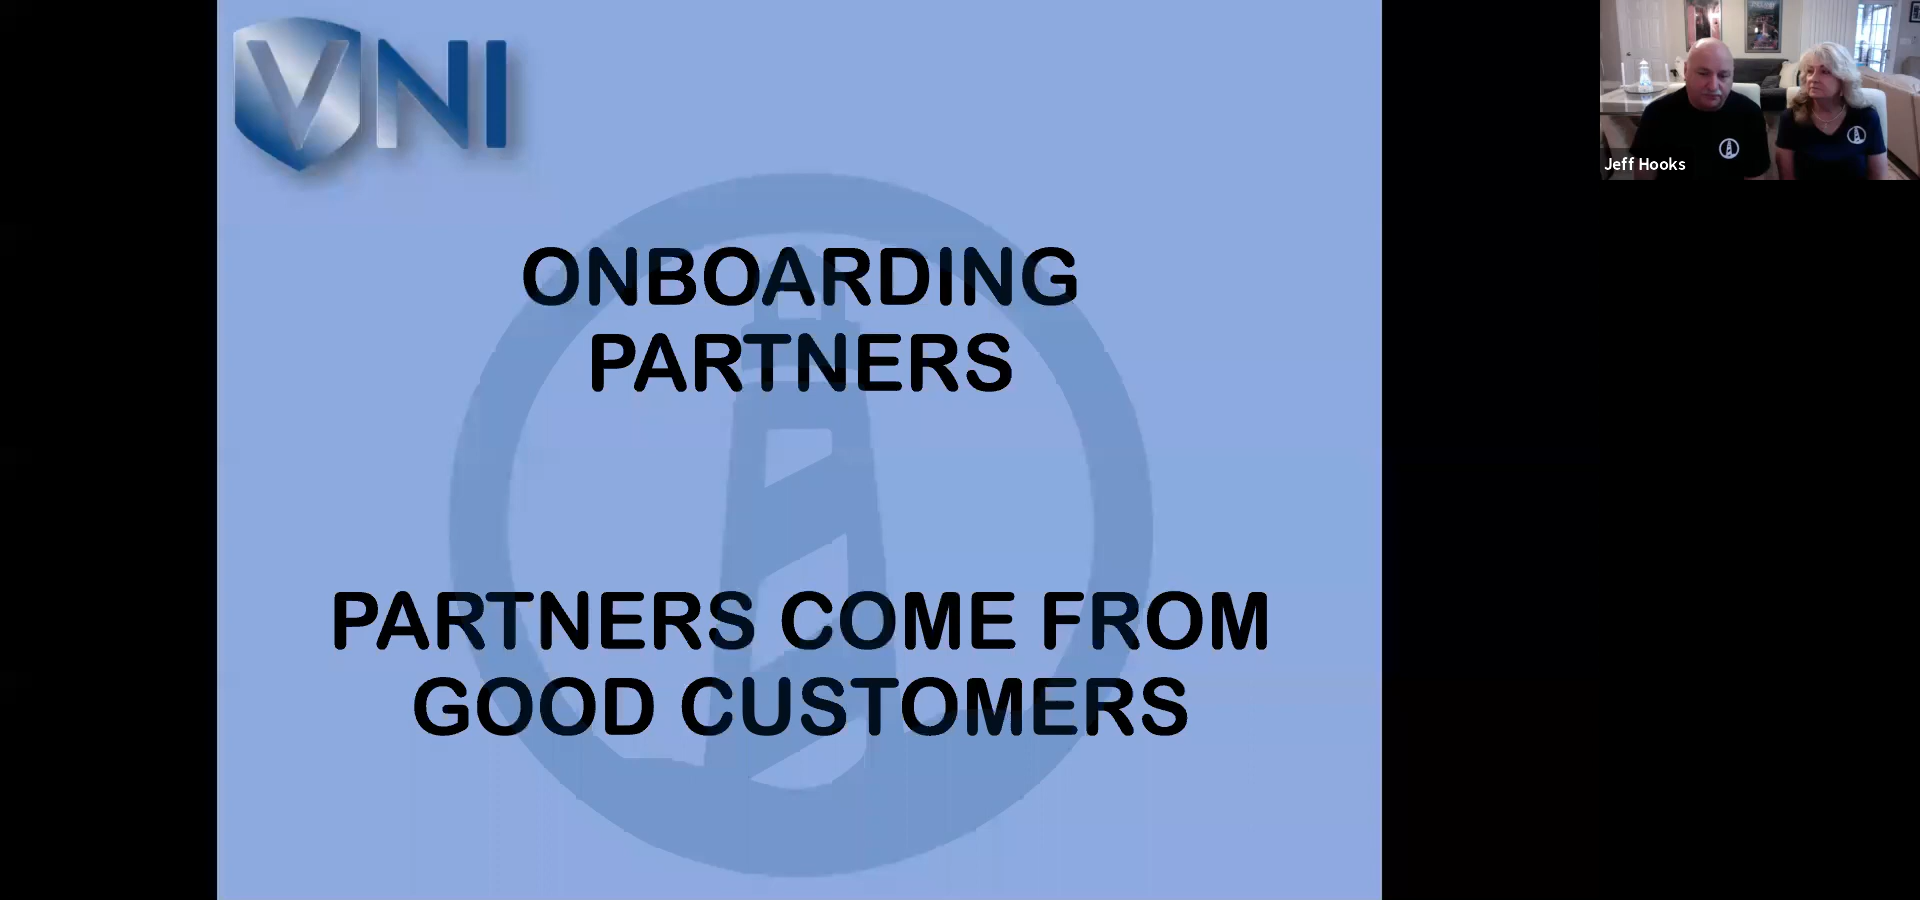 VNI
ONBOARDING
PARTNERS
PARTNERS COME FROM
GOOD CUSTOMERS
Jeff Hooks